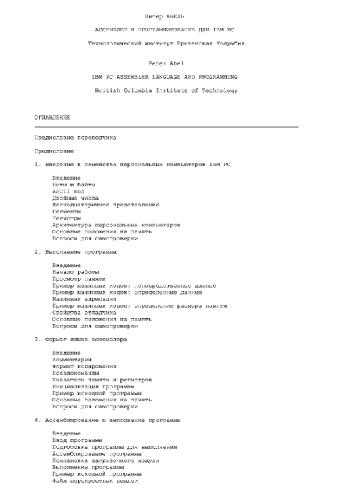 Питер АБЕЛЬ
АССЕМБЛЕР И ПРОГРАММИРОВАНИЕ ДЛЯ IBM PC
Технологический институт Британская Колумбия
Peter Abel
IBM PC ASSEMBLER LANGUAGE AND PROGRAMMING
British Columbia Institute of Technology
ОГЛАВЛЕНИЕ
Предисловие переводчика
Предисловие
1. Введение в семейство персональных компьютеров IBM PC
Введение
Биты и байты
ASCII код
Двоичные числа
Шестнадцатеричное представление
Сегменты
Регистры
Архитектура персональных компьютеров
Основные положения на память
Вопросы для самопроверки
2. Выполнение программ
Введение
Начало работы
Просмотр памяти
Пример машинных кодов: непосредственные данные
Пример машинных кодов: определенные данные
Машинная адресация
Пример машинных кодов: определение размера памяти
Свойства отладчика
Основные положения на память
Вопросы для самопроверки
3. Формат языка ассемблера
Введение
Комментарии
Формат кодирования
Псевдокоманды
Указатели памяти и регистров
Инициализация программы
Пример исходной программы
Основные положения на память
Вопросы для самопроверки
4. Ассемблирование и выполнение программ
Введение
Ввод программы
Подготовка программы для выполнения
Ассемблирование программы
Компоновка загрузочного модуля
Выполнение программы
Пример исходной программы
Файл перекрестных ссылок